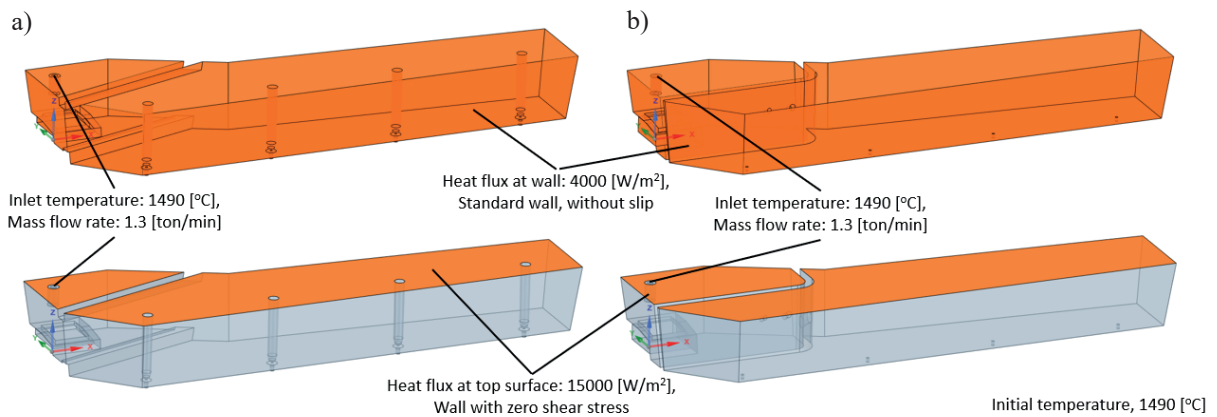 a)
b)
Z
Y
X
Z
Y
X
Inlet temperature: 1490 [°C],
Mass flow rate: 1.3 [ton/min]
Heat flux at wall: 4000 [W/m²],
Standard wall, without slip
Inlet temperature: 1490 [°C],
Mass flow rate: 1.3 [ton/min]
Z
Y
X
Z
Y
X
Heat flux at top surface: 15000 [W/m²],
Wall with zero shear stress
Initial temperature, 1490 [°C]